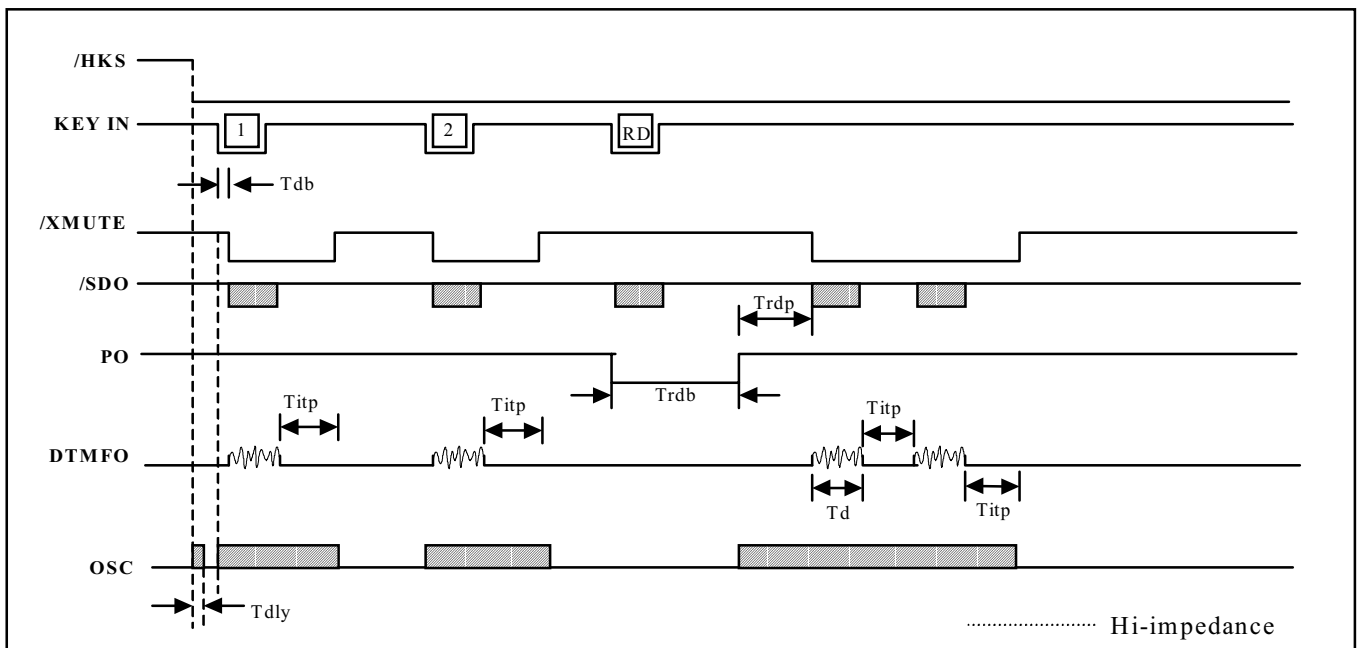 /HKS
KEY IN
1
2
RD
Tdb
/XMUTE
/SDO
Trdp
PO
Trdb
Titp
Titp
Titp
DTMFO
Td
Titp
OSC
Tdly
Hi-impedance